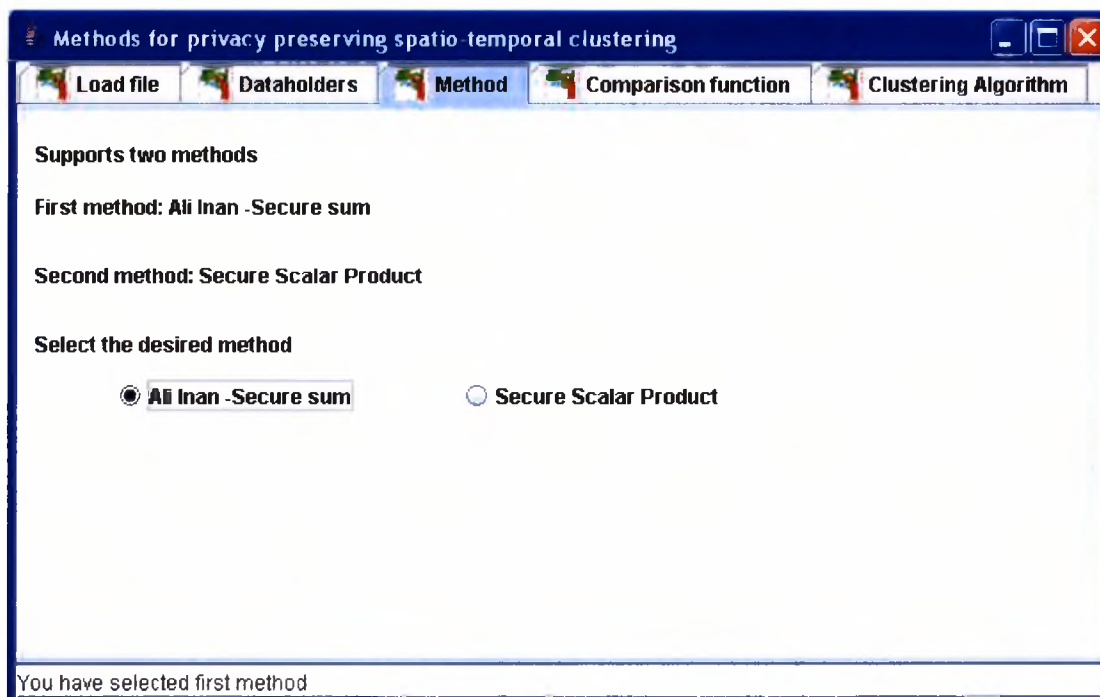 Methods for privacy preserving spatio-temporal clustering
Load file Dataholders Method Comparison function Clustering Algorithm
Supports two methods
First method: Ali Inan -Secure sum
Second method: Secure Scalar Product
Select the desired method
Ali Inan -Secure sum Secure Scalar Product
You have selected first method